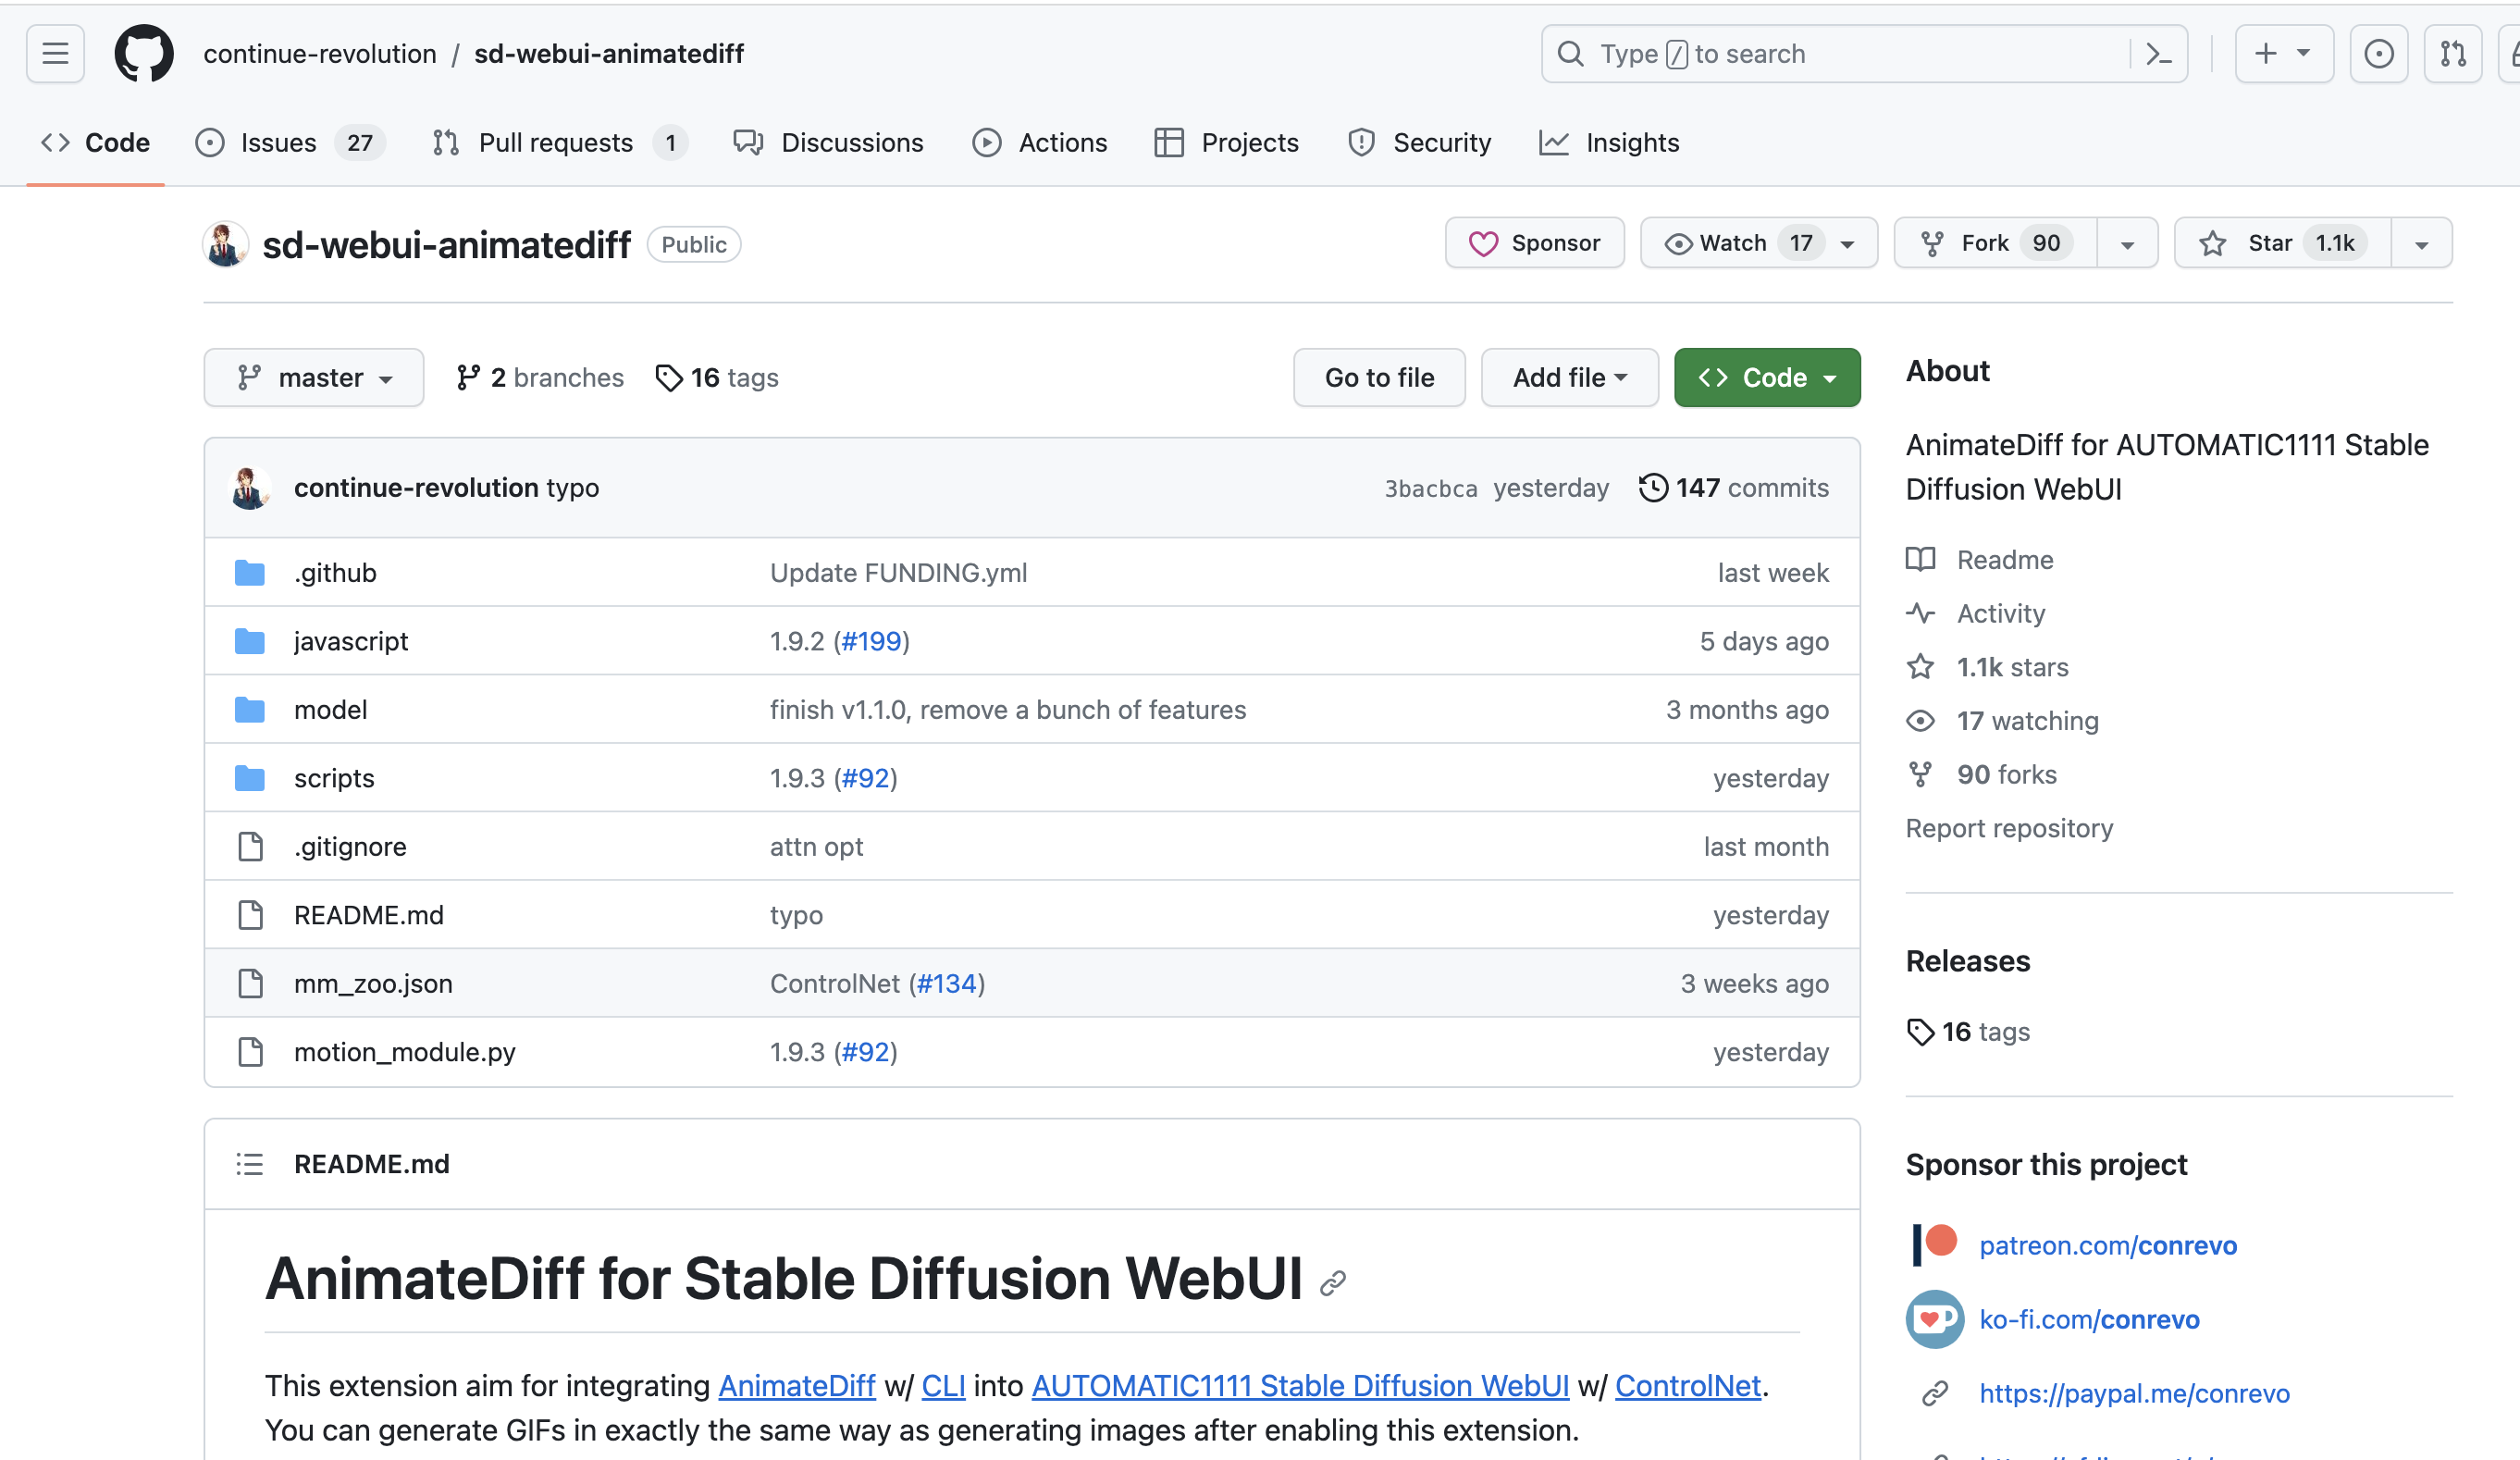 continue-revolution / sd-webui-animatediff
Type / to search
Code
Issues 27
Pull requests 1
Discussions
Actions
Projects
Security
Insights
sd-webui-animatediff Public
Sponsor
Watch 17
Fork 90
Star 1.1k
master
2 branches
16 tags
Go to file
Add file
Code
continue-revolution typo 3bacbca yesterday 147 commits
.github Update FUNDING.yml last week
javascript 1.9.2 (#199) 5 days ago
model finish v1.1.0, remove a bunch of features 3 months ago
scripts 1.9.3 (#92) yesterday
.gitignore attn opt last month
README.md typo yesterday
mm_zoo.json ControlNet (#134) 3 weeks ago
motion_module.py 1.9.3 (#92) yesterday
README.md
AnimateDiff for Stable Diffusion WebUI
This extension aim for integrating AnimateDiff w/ CLI into AUTOMATIC1111 Stable Diffusion WebUI w/ ControlNet.
You can generate GIFs in exactly the same way as generating images after enabling this extension.
About
AnimateDiff for AUTOMATIC1111 Stable
Diffusion WebUI
Readme
Activity
1.1k stars
17 watching
90 forks
Report repository
Releases
16 tags
Sponsor this project
patreon.com/conrevo
ko-fi.com/conrevo
https://paypal.me/conrevo